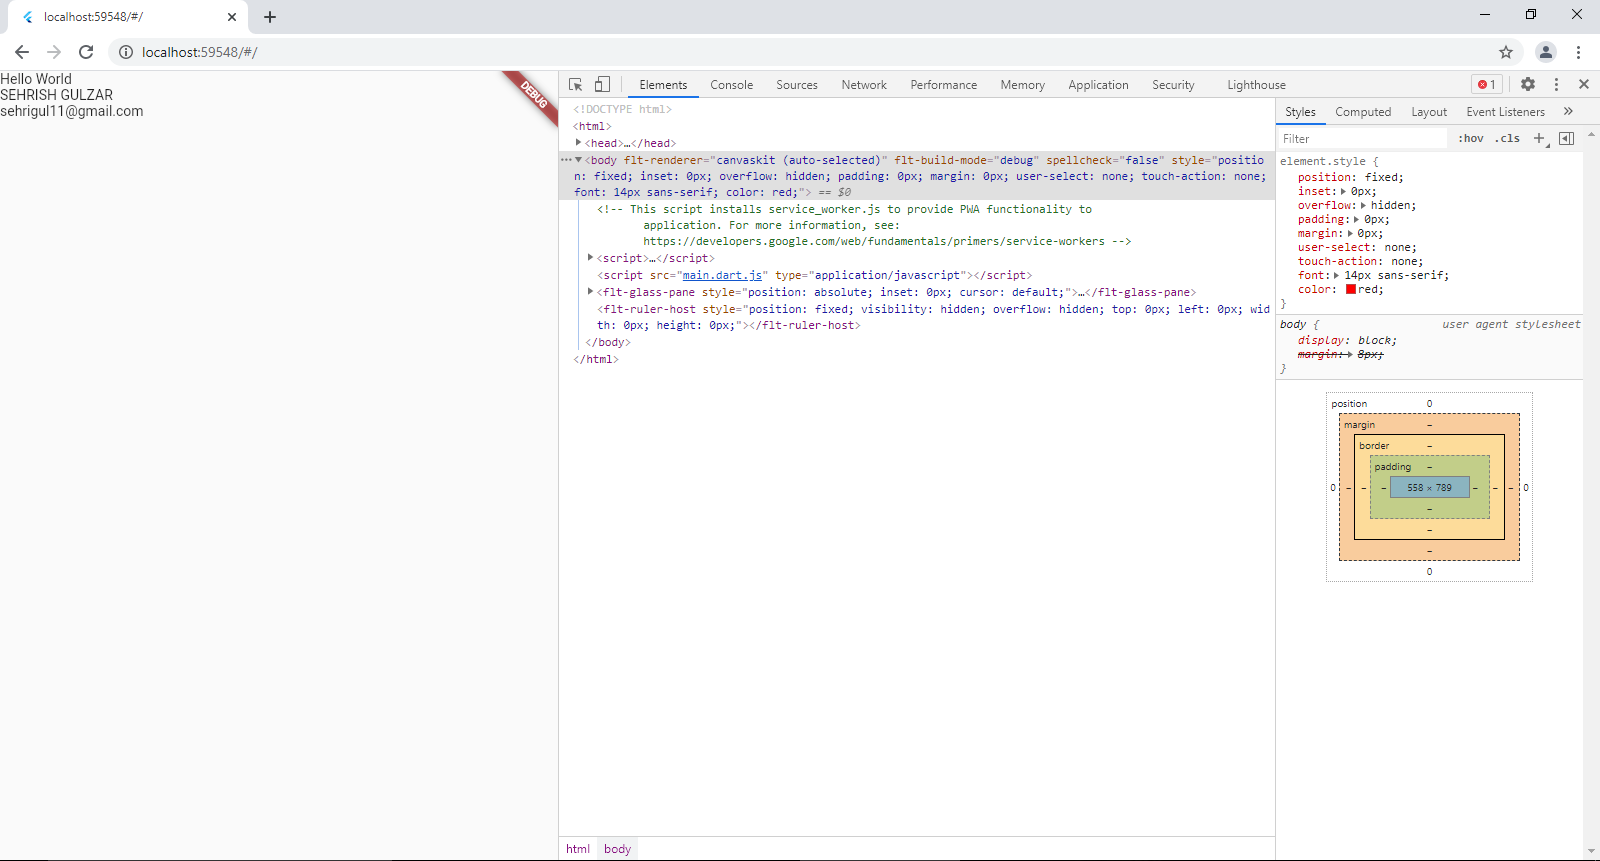 localhost:59548/#/
localhost:59548/#/
Hello World
SEHRISH GULZAR
sehrigul11@gmail.com
DEBUG
Elements Console Sources Network Performance Memory Application Security Lighthouse 1
<!DOCTYPE html>
<html>
<head>…</head>
<body flt-renderer="canvaskit (auto-selected)" flt-build-mode="debug" spellcheck="false" style="positio
n: fixed; inset: 0px; overflow: hidden; padding: 0px; margin: 0px; user-select: none; touch-action: none;
font: 14px sans-serif; color: red;"> == $0
<!-- This script installs service_worker.js to provide PWA functionality to
application. For more information, see:
https://developers.google.com/web/fundamentals/primers/service-workers -->
<script>…</script>
<script src="main.dart.js" type="application/javascript"></script>
<flt-glass-pane style="position: absolute; inset: 0px; cursor: default;">…</flt-glass-pane>
<flt-ruler-host style="position: fixed; visibility: hidden; overflow: hidden; top: 0px; left: 0px; wid
th: 0px; height: 0px;"></flt-ruler-host>
</body>
</html>
html body
Styles Computed Layout Event Listeners »
Filter :hov .cls +
element.style {
position: fixed;
inset: 0px;
overflow: hidden;
padding: 0px;
margin: 0px;
user-select: none;
touch-action: none;
font: 14px sans-serif;
color: red;
}
body { user agent stylesheet
display: block;
margin: 8px;
}
position 0
margin –
border –
padding –
0 – – – 558 × 789 – – – 0
–
–
–
0